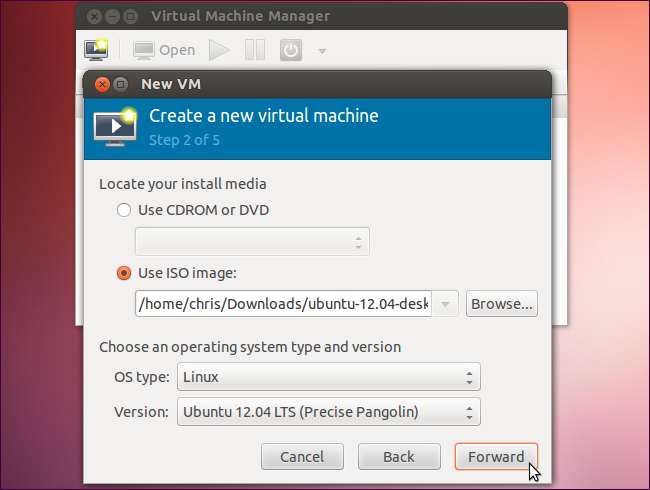 Virtual Machine Manager
Open
New VM
Create a new virtual machine
Step 2 of 5
Locate your install media
Use CDROM or DVD
Use ISO image:
/home/chris/Downloads/ubuntu-12.04-desk
Browse...
Choose an operating system type and version
OS type: Linux
Version: Ubuntu 12.04 LTS (Precise Pangolin)
Cancel Back Forward